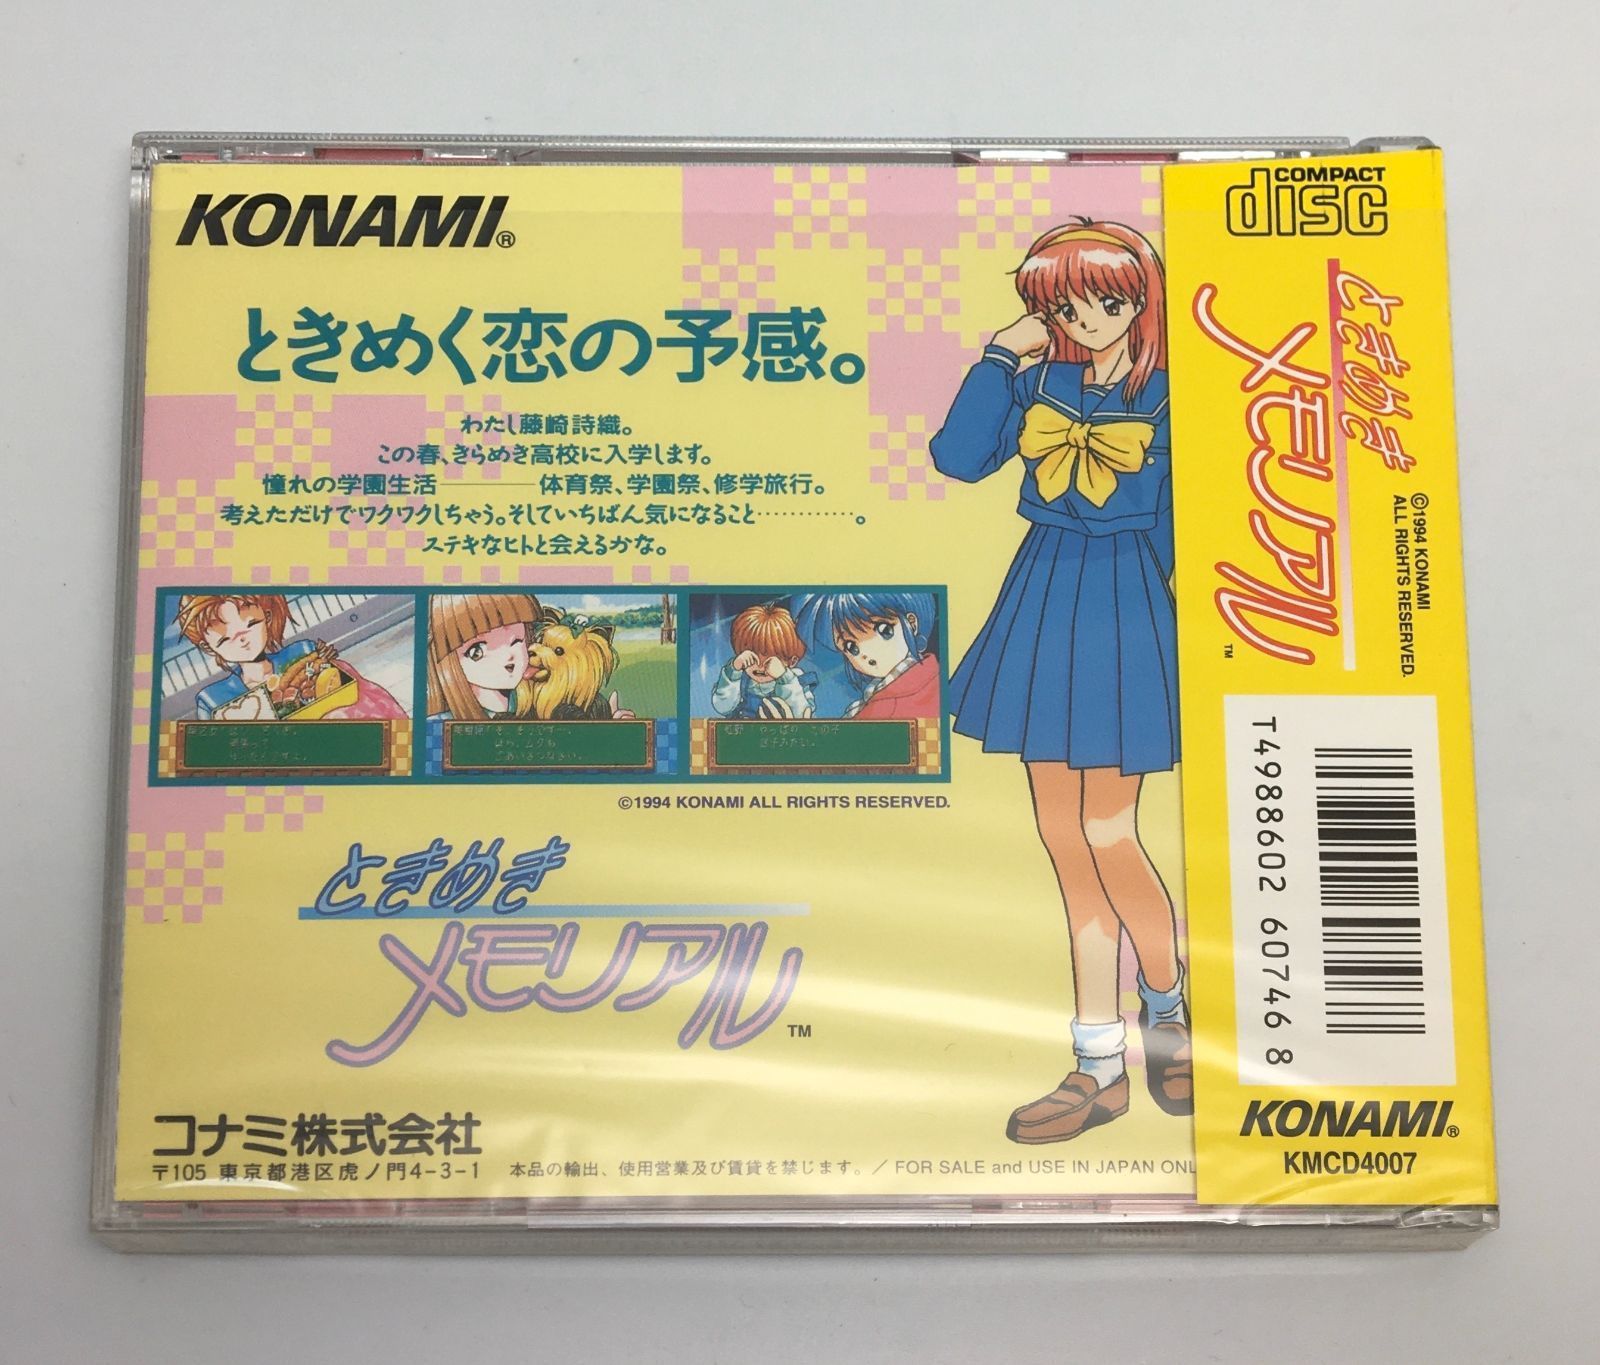 KONAMI®
ときめく恋の予感。
わたし藤崎詩織。
この春、きらめき高校に入学します。
憧れの学園生活――――体育祭、学園祭、修学旅行。
考えただけでワクワクしちゃう。そしていちばん気になること…………。
ステキなヒトと会えるかな。
©1994 KONAMI ALL RIGHTS RESERVED.
ときめき
メモリアル
TM
コナミ株式会社
〒105 東京都港区虎ノ門4-3-1
本品の輸出、使用営業及び賃貸を禁じます。／FOR SALE and USE IN JAPAN ONL
COMPACT
disc
ときめき
メモリアル
TM
©1994 KONAMI
ALL RIGHTS RESERVED.
T4988602 60746 8
KONAMI®
KMCD4007